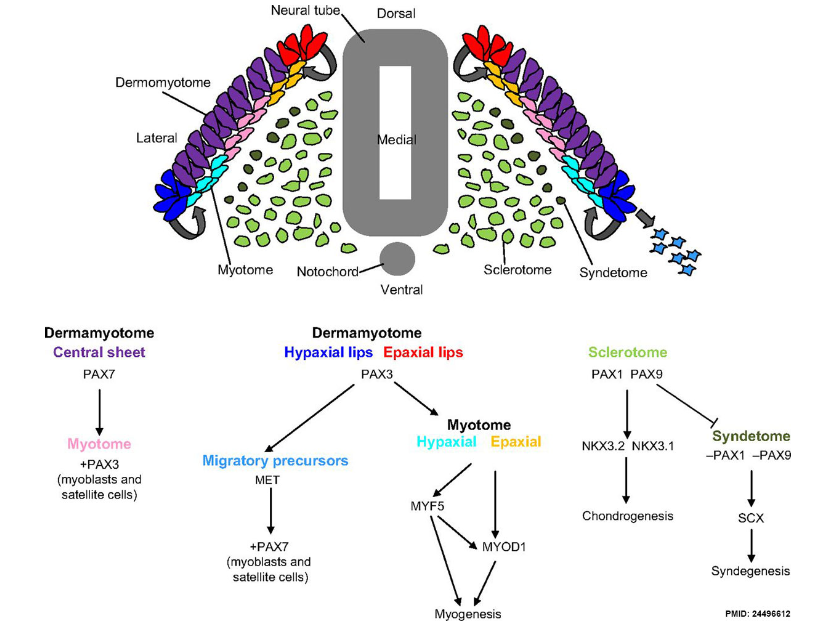 Neural tube
Dorsal
Dermomyotome
Lateral
Medial
Myotome
Notochord
Sclerotome
Syndetome
Ventral
Dermamyotome
Central sheet
PAX7
Myotome
+PAX3
(myoblasts and
satellite cells)
Dermamyotome
Hypaxial lips Epaxial lips
PAX3
Migratory precursors
MET
+PAX7
(myoblasts and
satellite cells)
Myotome
Hypaxial Epaxial
MYF5
MYOD1
Myogenesis
Sclerotome
PAX1 PAX9
NKX3.2 NKX3.1
Chondrogenesis
Syndetome
–PAX1 –PAX9
SCX
Syndegenesis
PMID: 24496612